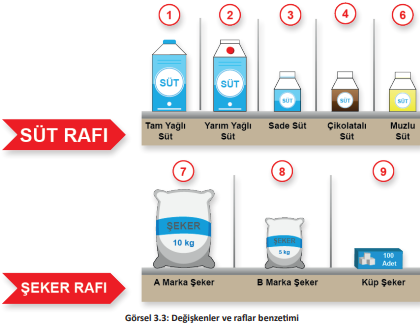 1 2 3 4 6
SÜT SÜT SÜT SÜT SÜT
SÜT RAFI
Tam Yağlı Süt
Yarım Yağlı Süt
Sade Süt
Çikolatalı Süt
Muzlu Süt
7 8 9
ŞEKER
10 kg
ŞEKER
5 kg
100
Adet
ŞEKER RAFI
A Marka Şeker
B Marka Şeker
Küp Şeker
Görsel 3.3: Değişkenler ve raflar benzetimi